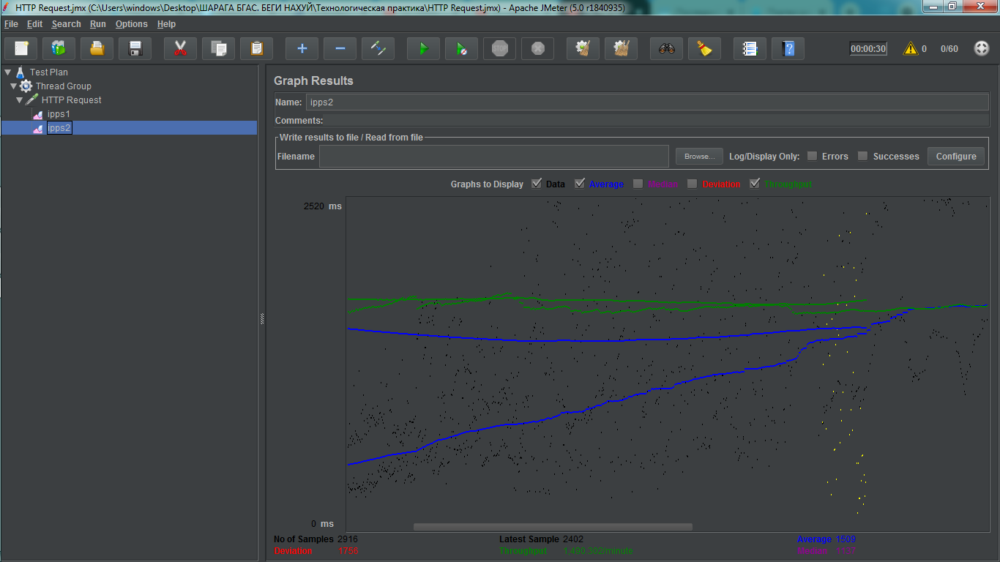 HTTP Request.jmx (C:\Users\windows\Desktop\ШАРАГА БГАС. БЕГИ НАХУЙ\Технологическая практика\HTTP Request.jmx) - Apache JMeter (5.0 r1840935)
File Edit Search Run Options Help
STOP 00:00:30 0 0/60
Test Plan
Thread Group
HTTP Request
ipps1
ipps2
Graph Results
Name: ipps2
Comments:
Write results to file / Read from file
Filename Browse... Log/Display Only: Errors Successes Configure
Graphs to Display Data Average Median Deviation Throughput
2520 ms
0 ms
No of Samples 2916 Latest Sample 2402 Average 1509
Deviation 1756 Throughput 1,490.302/minute Median